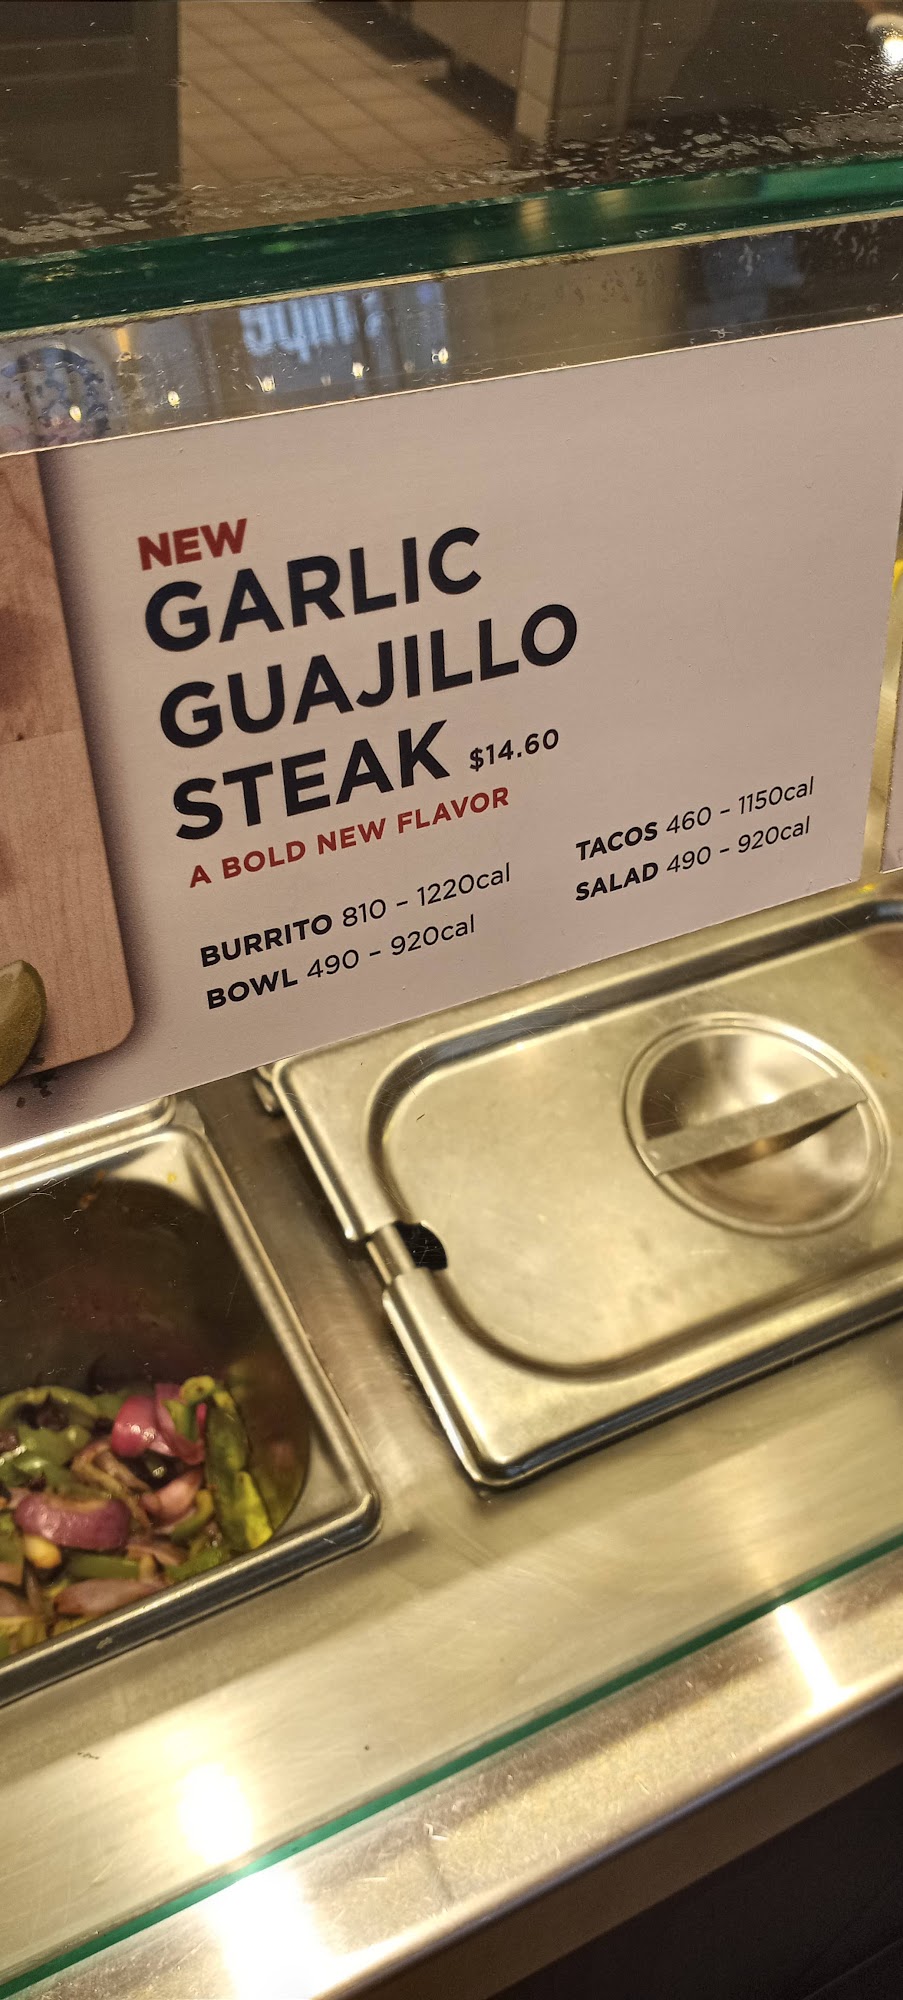 NEW
GARLIC
GUAJILLO
STEAK $14.60
A BOLD NEW FLAVOR
BURRITO 810 - 1220cal
BOWL 490 - 920cal
TACOS 460 - 1150cal
SALAD 490 - 920cal